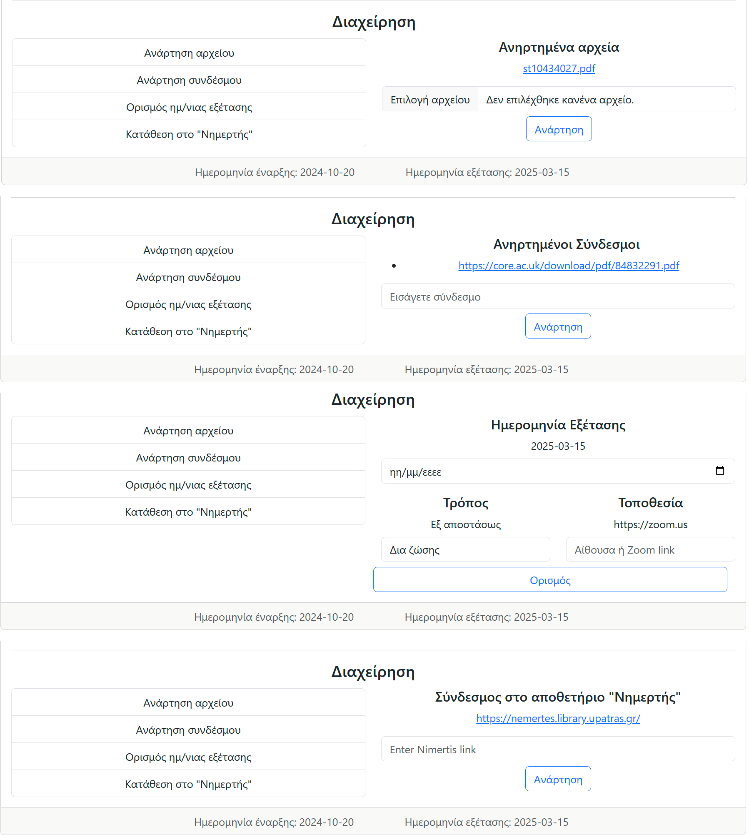 Διαχείριση
Ανάρτηση αρχείου
Ανάρτηση συνδέσμου
Ορισμός ημ/νιας εξέτασης
Κατάθεση στο "Νημερτής"
Ανηρτημένα αρχεία
st10434027.pdf
Επιλογή αρχείου Δεν επιλέχθηκε κανένα αρχείο.
Ανάρτηση
Ημερομηνία έναρξης: 2024-10-20 Ημερομηνία εξέτασης: 2025-03-15
Διαχείρηση
Ανάρτηση αρχείου
Ανάρτηση συνδέσμου
Ορισμός ημ/νιας εξέτασης
Κατάθεση στο "Νημερτής"
Ανηρτημένοι Σύνδεσμοι
https://core.ac.uk/download/pdf/84832291.pdf
Εισάγετε σύνδεσμο
Ανάρτηση
Ημερομηνία έναρξης: 2024-10-20 Ημερομηνία εξέτασης: 2025-03-15
Διαχείρηση
Ανάρτηση αρχείου
Ανάρτηση συνδέσμου
Ορισμός ημ/νιας εξέτασης
Κατάθεση στο "Νημερτής"
Ημερομηνία Εξέτασης
2025-03-15
ηη/μμ/εεεε
Τρόπος Τοποθεσία
Εξ αποστάσεως https://zoom.us
Δια ζώσης Αίθουσα ή Zoom link
Ορισμός
Ημερομηνία έναρξης: 2024-10-20 Ημερομηνία εξέτασης: 2025-03-15
Διαχείρηση
Ανάρτηση αρχείου
Ανάρτηση συνδέσμου
Ορισμός ημ/νιας εξέτασης
Κατάθεση στο "Νημερτής"
Σύνδεσμος στο αποθετήριο "Νημερτής"
https://nemertes.library.upatras.gr/
Enter Nimertis link
Ανάρτηση
Ημερομηνία έναρξης: 2024-10-20 Ημερομηνία εξέτασης: 2025-03-15